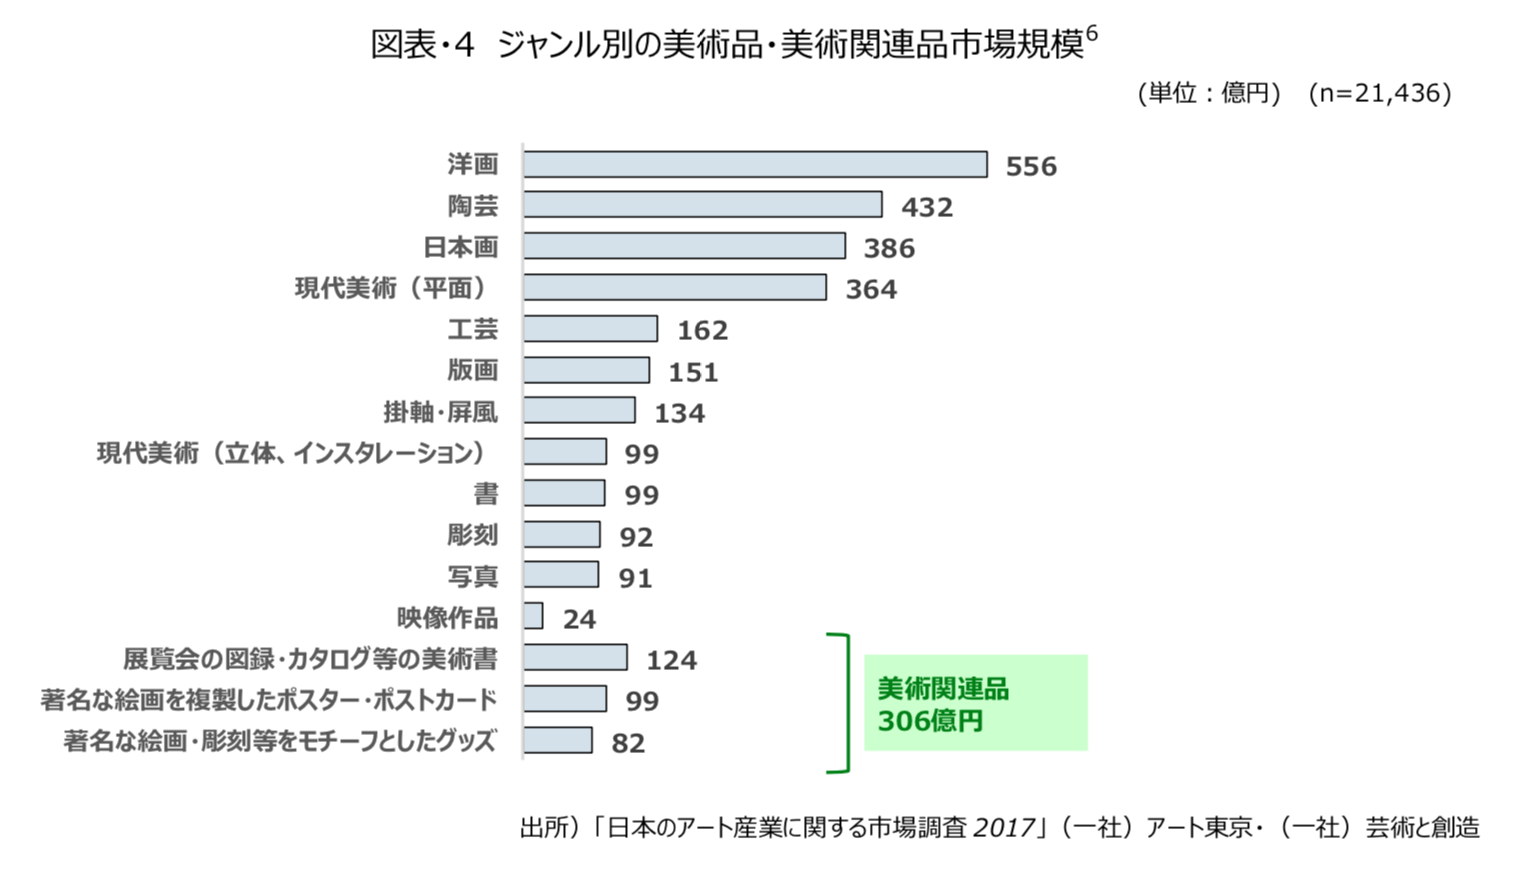 図表・4 ジャンル別の美術品・美術関連品市場規模6
(単位：億円) (n=21,436)
洋画 556
陶芸 432
日本画 386
現代美術（平面） 364
工芸 162
版画 151
掛軸・屏風 134
現代美術（立体、インスタレーション） 99
書 99
彫刻 92
写真 91
映像作品 24
展覧会の図録・カタログ等の美術書 124
著名な絵画を複製したポスター・ポストカード 99
著名な絵画・彫刻等をモチーフとしたグッズ 82
美術関連品
306億円
出所）「日本のアート産業に関する市場調査 2017」（一社）アート東京・（一社）芸術と創造